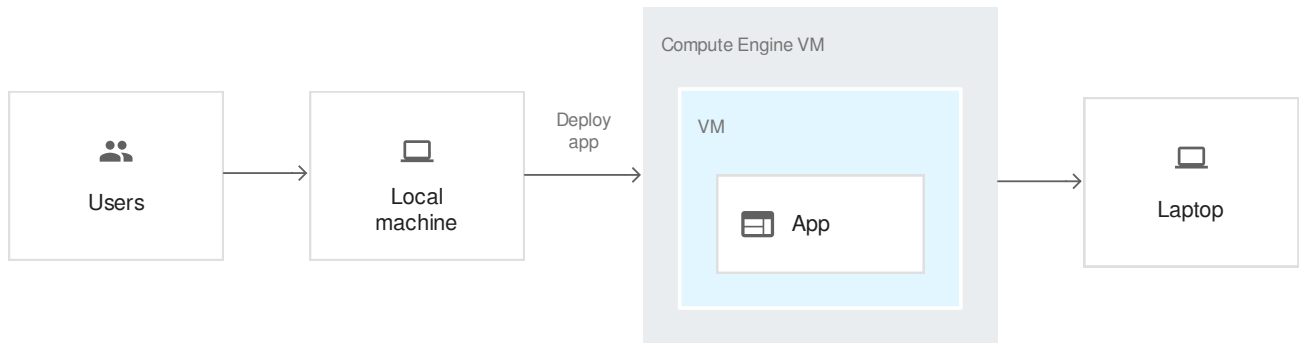 Users
Local
machine
Deploy
app
Compute Engine VM
VM
App
Laptop